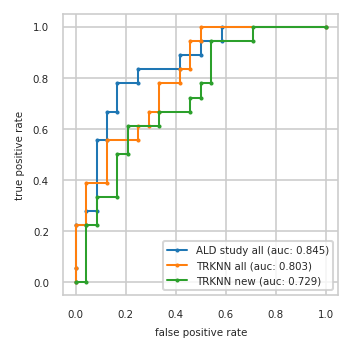 1.0
0.8
0.6
0.4
0.2
0.0
true positive rate
ALD study all (auc: 0.845)
TRKNN all (auc: 0.803)
TRKNN new (auc: 0.729)
0.0 0.2 0.4 0.6 0.8 1.0
false positive rate